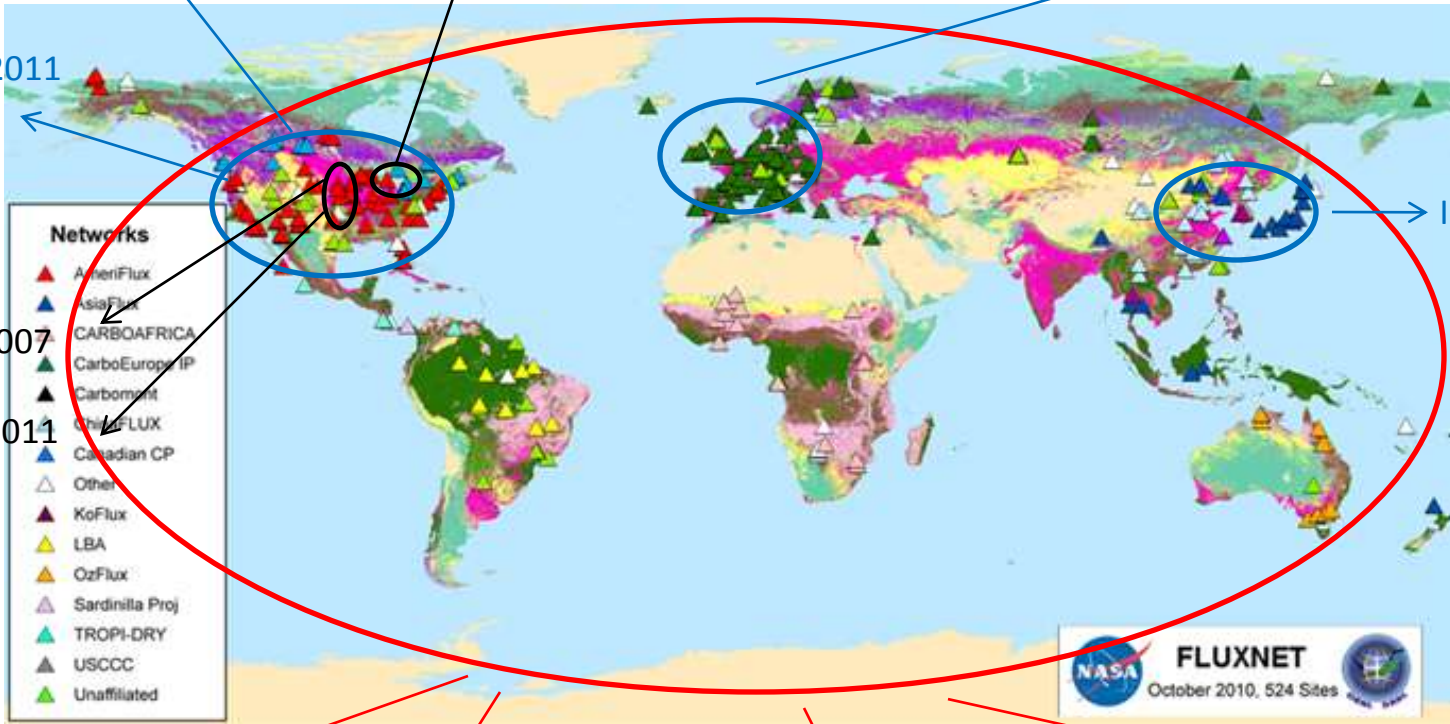 2011
Networks
AmeriFlux
AsiaFlux
CARBOAFRICA
007
CarboEurope IP
Carbomont
ChinaFLUX
011
Canadian CP
Other
KoFlux
LBA
OzFlux
Sardinilla Proj
TROPI-DRY
USCCC
Unaffiliated
NASA
FLUXNET
October 2010, 524 Sites